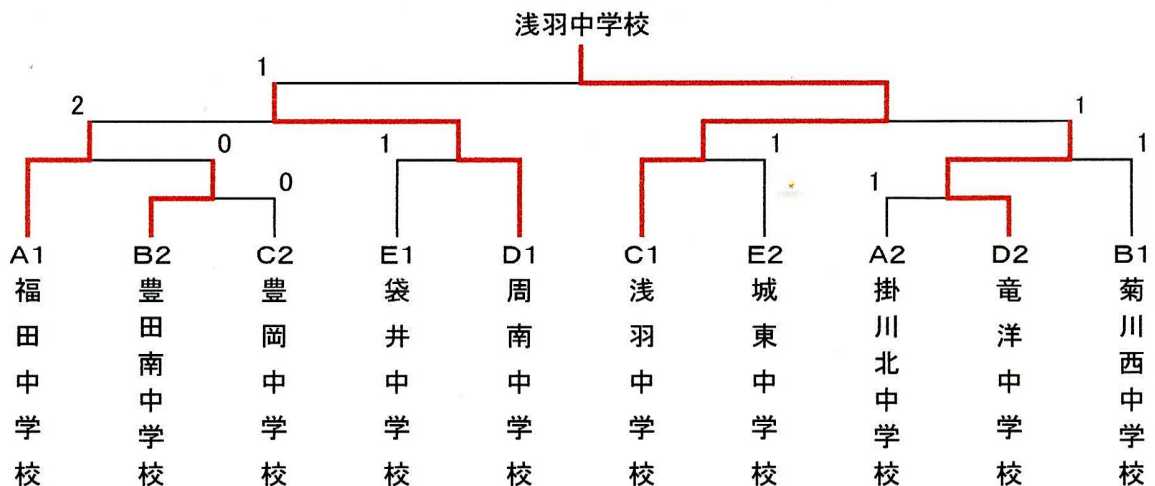 浅羽中学校
1
2
1
0
1
1
1
0
1
A1
B2
C2
E1
D1
C1
E2
A2
D2
B1
福田中学校
豊田南中学校
豊岡中学校
袋井中学校
周南中学校
浅羽中学校
城東中学校
掛川北中学校
竜洋中学校
菊川西中学校